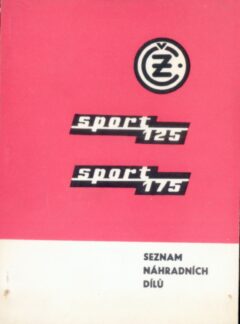 ČZ
sport
125
sport
175
SEZNAM
NÁHRADNÍCH
DÍLŮ